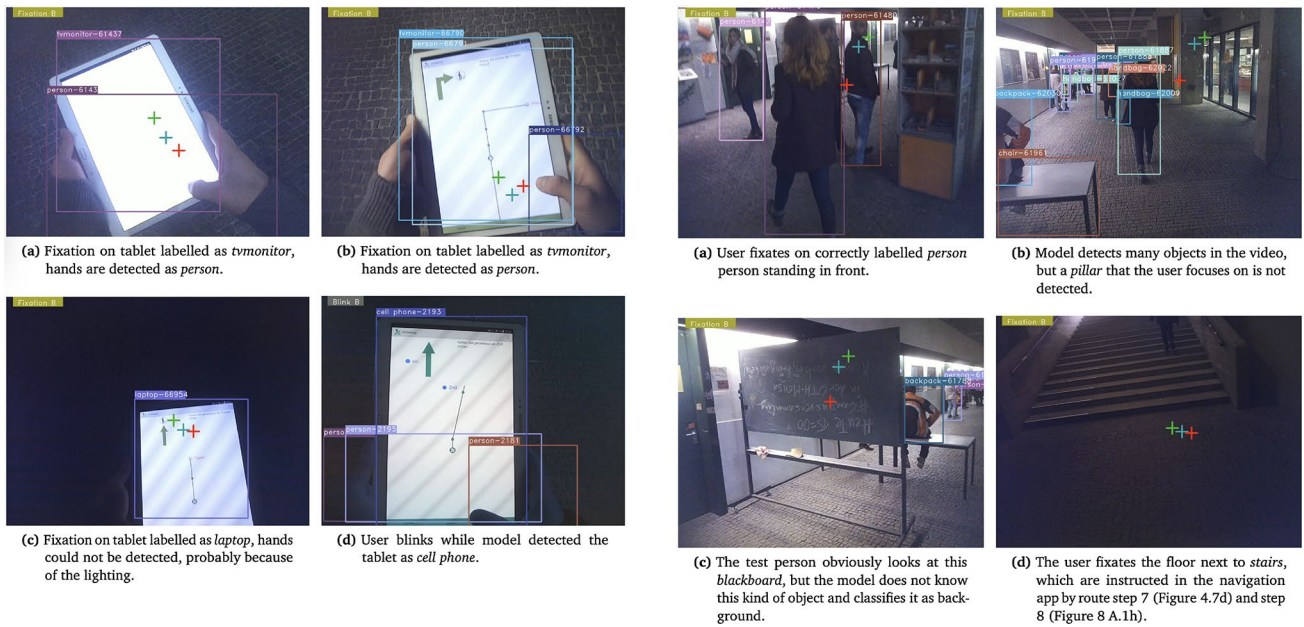 Fixation B
tvmonitor-61437
person-6143
(a) Fixation on tablet labelled as tvmonitor,
hands are detected as person.
Fixation B
tvmonitor-66790
person-6679
person-66792
(b) Fixation on tablet labelled as tvmonitor,
hands are detected as person.
Fixation B
laptop-66954
(c) Fixation on tablet labelled as laptop, hands
could not be detected, probably because
of the lighting.
Blink B
cell phone-2193
perso
person-2195
person-2181
(d) User blinks while model detected the
tablet as cell phone.
Fixation B
person-61480
(a) User fixates on correctly labelled person
person standing in front.
Fixation B
person-61887
handbag-62009
chair-61961
(b) Model detects many objects in the video,
but a pillar that the user focuses on is not
detected.
Fixation B
backpack-6178
(c) The test person obviously looks at this
blackboard, but the model does not know
this kind of object and classifies it as back-
ground.
Fixation B
(d) The user fixates the floor next to stairs,
which are instructed in the navigation
app by route step 7 (Figure 4.7d) and step
8 (Figure 8 A.1h).